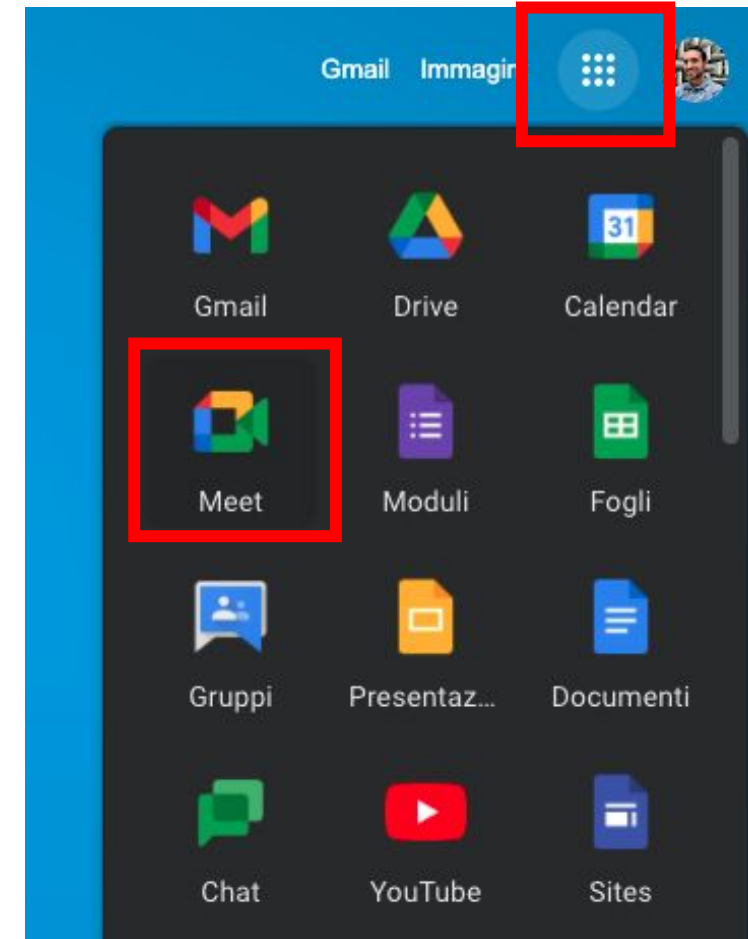 Gmail Immagin
31
Gmail Drive Calendar
Meet Moduli Fogli
Gruppi Presentaz... Documenti
Chat YouTube Sites